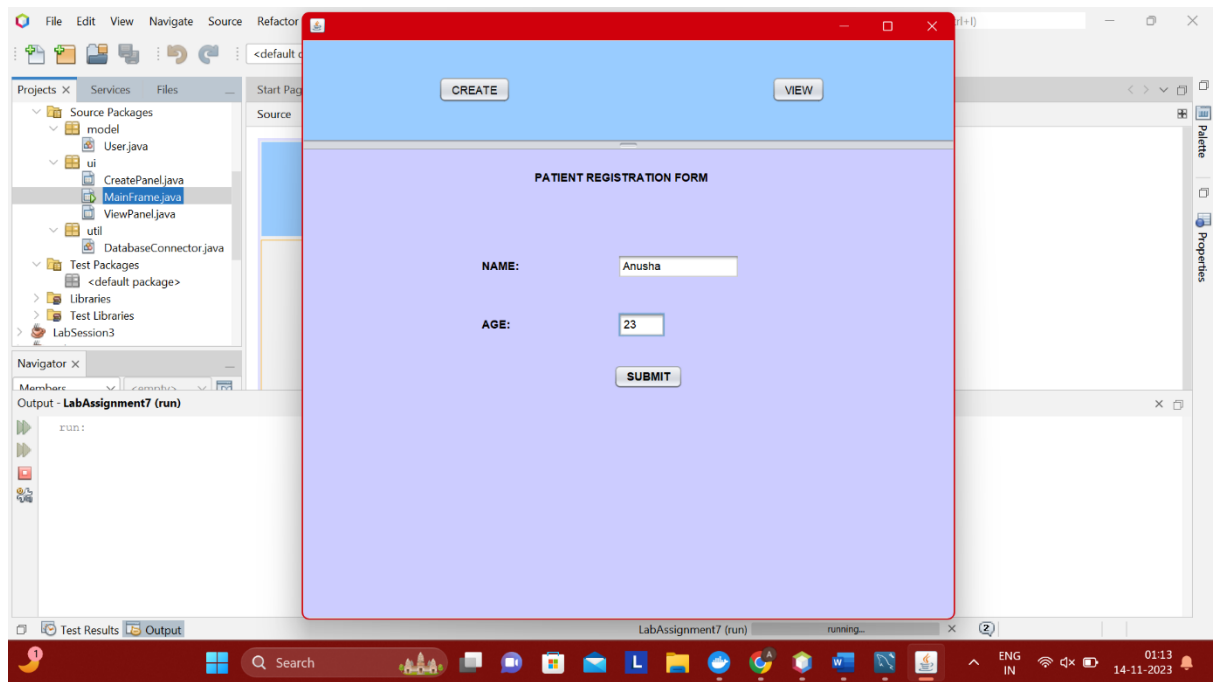 File Edit View Navigate Source Refactor
trl+I)
<default c
Projects Services Files
Start Pag
Source Packages
Source
model
User.java
ui
CreatePanel.java
MainFrame.java
ViewPanel.java
util
DatabaseConnector.java
Test Packages
<default package>
Libraries
Test Libraries
LabSession3
Navigator
Members <empty>
Output - LabAssignment7 (run)
run:
CREATE VIEW
PATIENT REGISTRATION FORM
NAME: Anusha
AGE: 23
SUBMIT
Palette
Properties
Test Results Output
LabAssignment7 (run) running... 2
1
Search
L
A
W
ENG
IN
01:13
14-11-2023